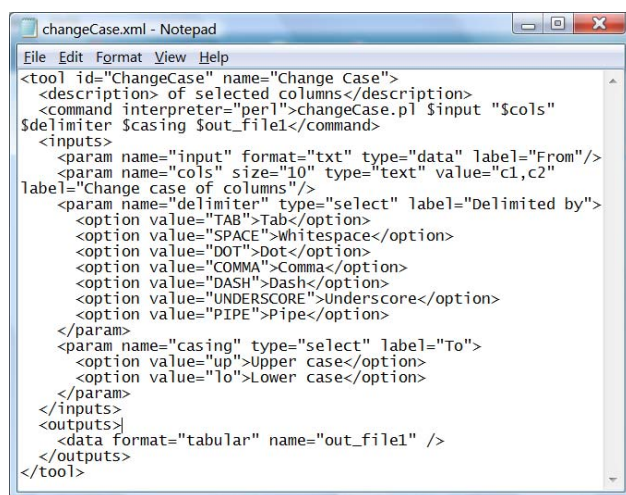 changeCase.xml - Notepad
File Edit Format View Help
<tool id="ChangeCase" name="Change Case">
  <description> of selected columns</description>
  <command interpreter="perl">changeCase.pl $input "$cols"
$delimiter $casing $out_file1</command>
  <inputs>
    <param name="input" format="txt" type="data" label="From"/>
    <param name="cols" size="10" type="text" value="c1,c2"
label="Change case of columns"/>
    <param name="delimiter" type="select" label="Delimited by">
      <option value="TAB">Tab</option>
      <option value="SPACE">Whitespace</option>
      <option value="DOT">Dot</option>
      <option value="COMMA">Comma</option>
      <option value="DASH">Dash</option>
      <option value="UNDERSCORE">Underscore</option>
      <option value="PIPE">Pipe</option>
    </param>
    <param name="casing" type="select" label="To">
      <option value="up">Upper case</option>
      <option value="lo">Lower case</option>
    </param>
  </inputs>
  <outputs>
    <data format="tabular" name="out_file1" />
  </outputs>
</tool>